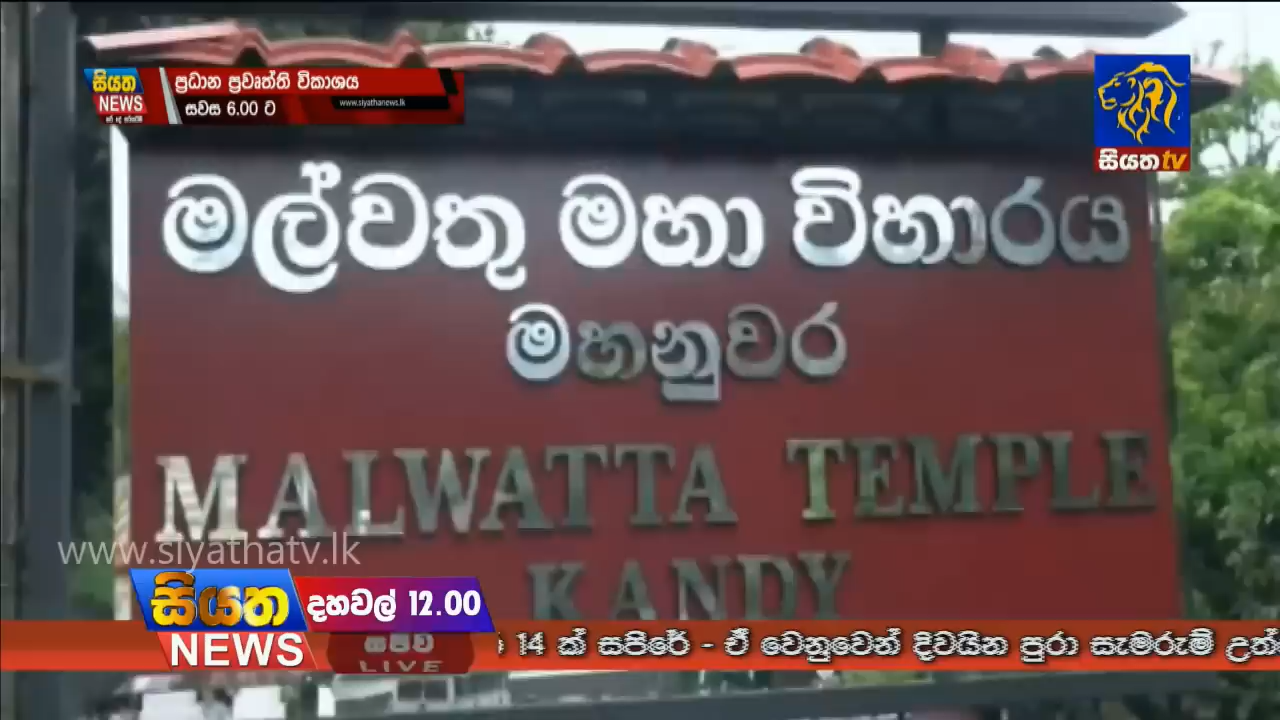 සියත
NEWS
ප්‍රධාන ප්‍රවෘත්ති විකාශය
www.siyathanews.lk
සවස 6.00 ට
සියත tv
මල්වතු මහා විහාරය
මහනුවර
MALWATTA TEMPLE
KANDY
www.siyathatv.lk
සියත
NEWS
දහවල් 12.00
සජීව
LIVE
14 ක් සපිරේ - ඒ වෙනුවෙන් දිවයින පුරා සැමරුම්